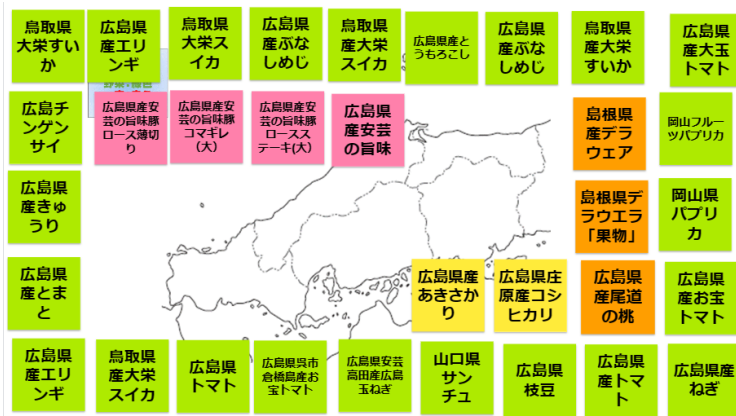 鳥取県
大栄すい
か
広島県
産エリン
ギ
鳥取県
大栄ス
イカ
広島県
産ぶな
しめじ
鳥取県
産大栄
スイカ
広島県産と
うもろこし
広島県
産ぶな
しめじ
鳥取県
産大栄
すいか
広島県
産大玉
トマト
広島チ
ンゲン
サイ
広島県産安
芸の旨味豚
ロース薄切
り
広島県産安
芸の旨味豚
コマギレ
(大)
広島県産安
芸の旨味豚
ロースス
テーキ(大)
広島県
産安芸
の旨味
島根県
産デラ
ウェア
岡山フルー
ツパプリカ
広島県
産きゅ
うり
島根県デ
ラウエラ
「果物」
岡山県
パプリ
カ
広島県
産とま
と
広島県産
あきさか
り
広島県庄
原産コシ
ヒカリ
広島県
産尾道
の桃
広島県
産お宝
トマト
広島県
産エリ
ンギ
鳥取県
産大栄
スイカ
広島県
トマト
広島県呉市
倉橋島産お
宝トマト
広島県安芸
高田産広島
玉ねぎ
山口県
サン
チュ
広島県
枝豆
広島県
産トマ
ト
広島県産
ねぎ